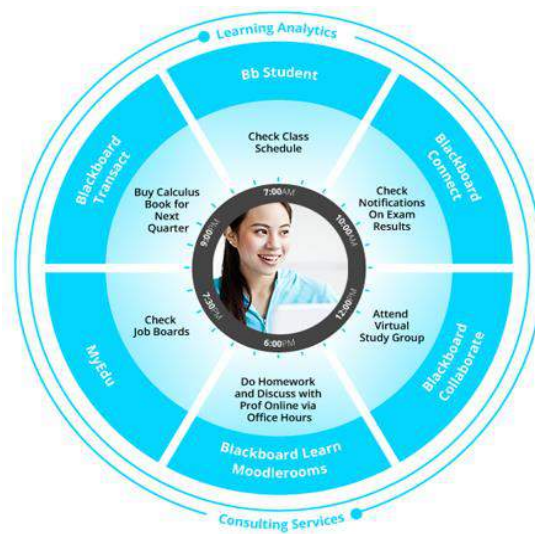 Learning Analytics
Bb Student
Check Class
Schedule
7:00AM
Blackboard
Connect
Check
Notifications
On Exam
Results
10:00AM
Blackboard
Collaborate
Attend
Virtual
Study Group
12:00PM
Do Homework
and Discuss with
Prof Online via
Office Hours
6:00PM
Blackboard Learn
Moodlerooms
MyEdu
Check
Job Boards
7:30PM
Blackboard
Transact
Buy Calculus
Book for
Next
Quarter
9:00PM
Consulting Services